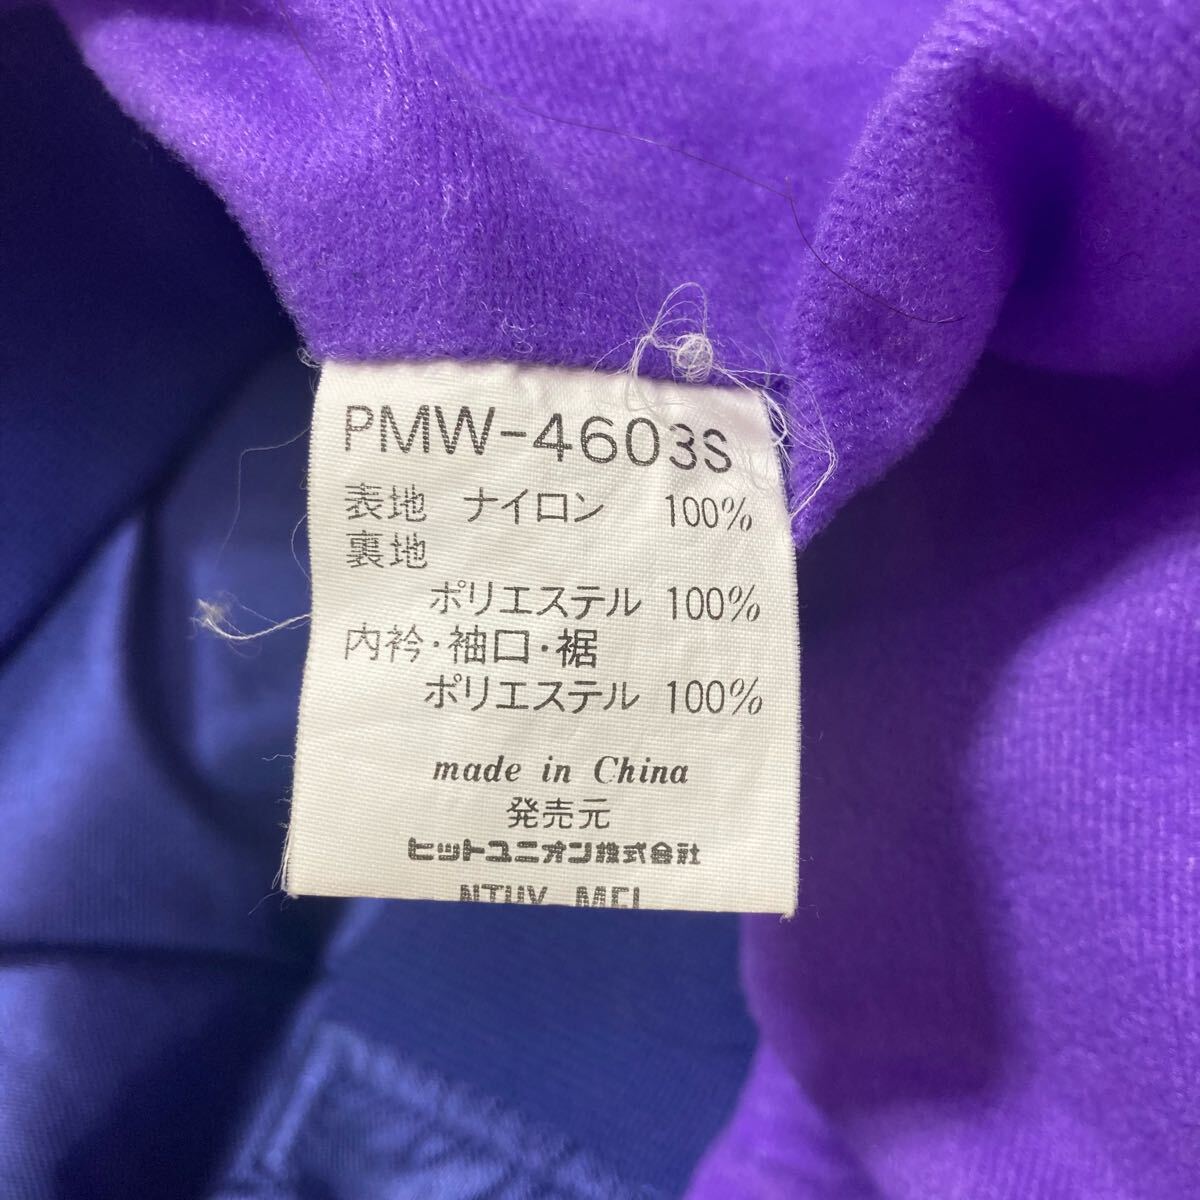 PMW-4603S
表地 ナイロン 100%
裏地
ポリエステル 100%
内衿・袖口・裾
ポリエステル 100%
made in China
発売元
ヒットユニオン株式会社